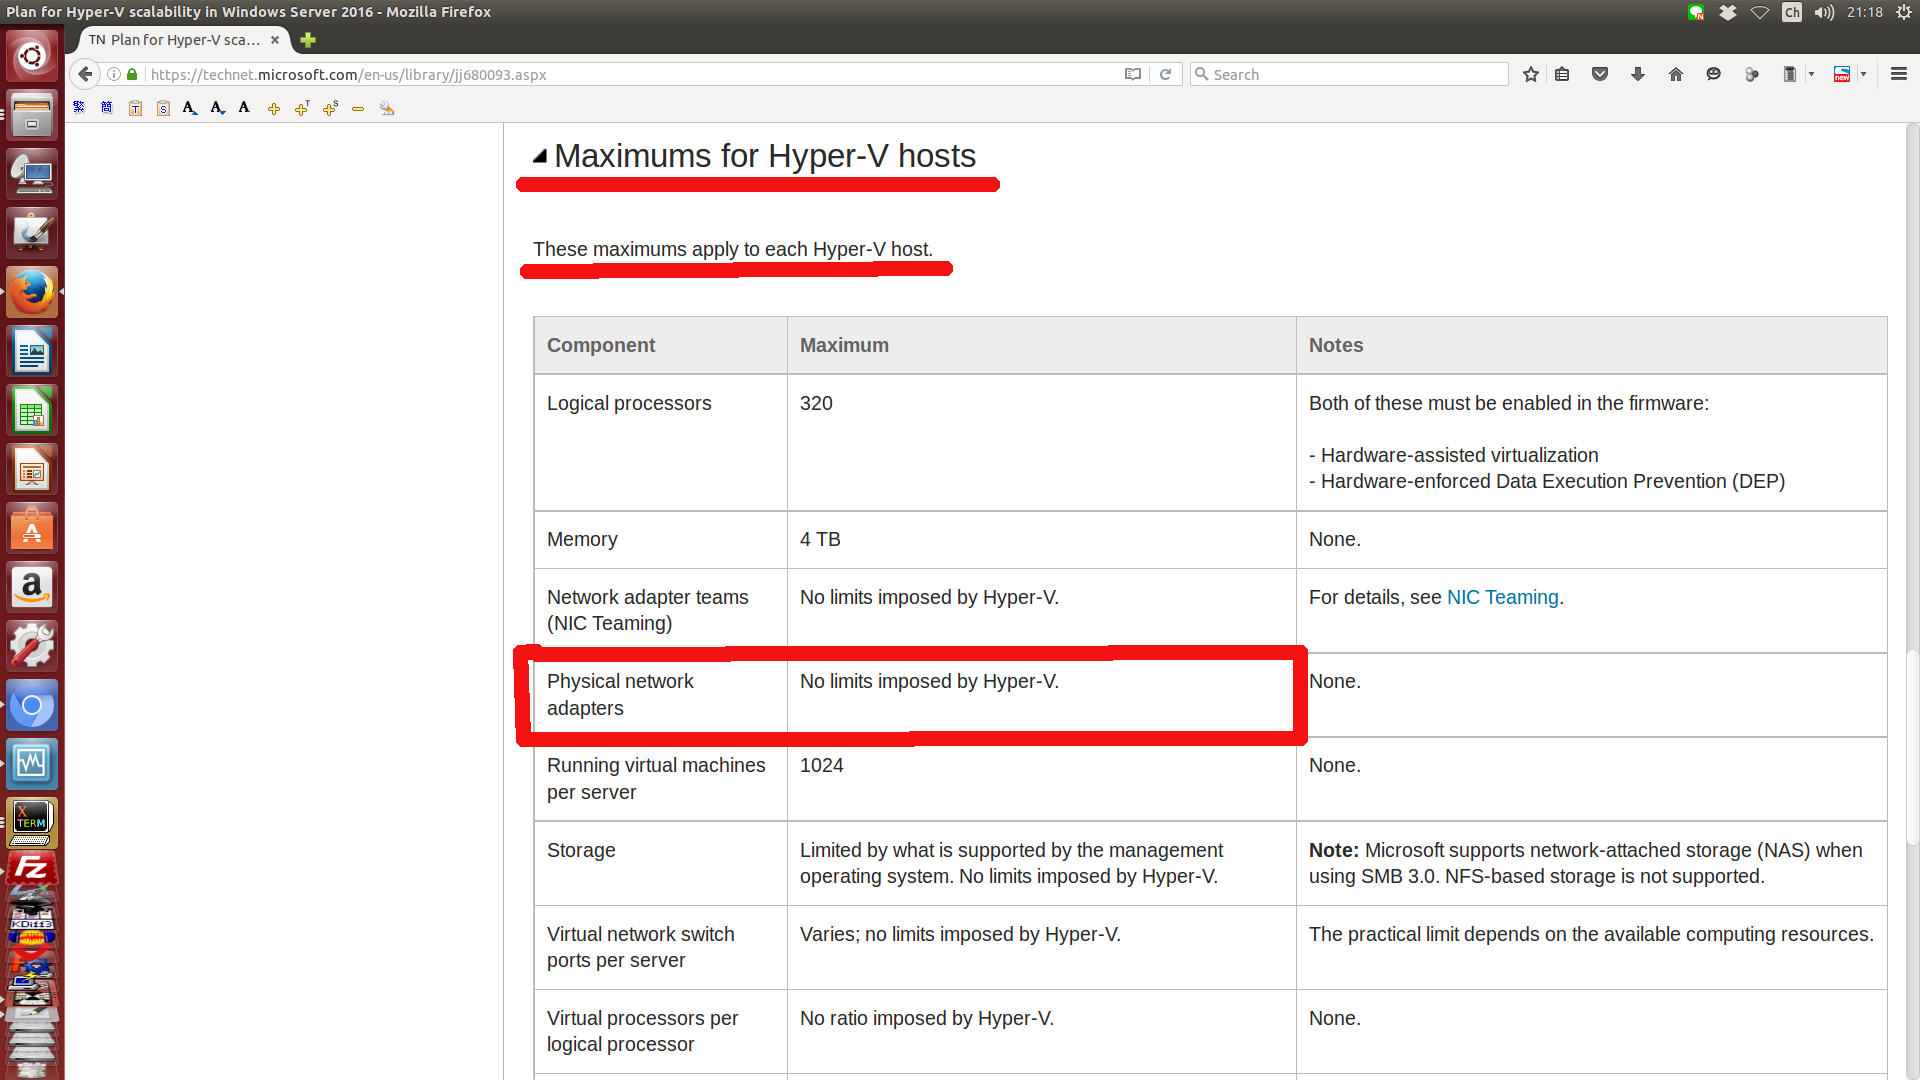 Plan for Hyper-V scalability in Windows Server 2016 - Mozilla Firefox
Ch
21:18
TN Plan for Hyper-V sca...
https://technet.microsoft.com/en-us/library/jj680093.aspx
Search
new
繁 簡 T S A A A T S
Maximums for Hyper-V hosts
These maximums apply to each Hyper-V host.
Component Maximum Notes
Logical processors 320 Both of these must be enabled in the firmware:
- Hardware-assisted virtualization
- Hardware-enforced Data Execution Prevention (DEP)
Memory 4 TB None.
Network adapter teams No limits imposed by Hyper-V. For details, see NIC Teaming.
(NIC Teaming)
Physical network No limits imposed by Hyper-V. None.
adapters
Running virtual machines 1024 None.
per server
Storage Limited by what is supported by the management Note: Microsoft supports network-attached storage (NAS) when
operating system. No limits imposed by Hyper-V. using SMB 3.0. NFS-based storage is not supported.
Virtual network switch Varies; no limits imposed by Hyper-V. The practical limit depends on the available computing resources.
ports per server
Virtual processors per No ratio imposed by Hyper-V. None.
logical processor
A
a
X
TERM
Fz
KDiff3